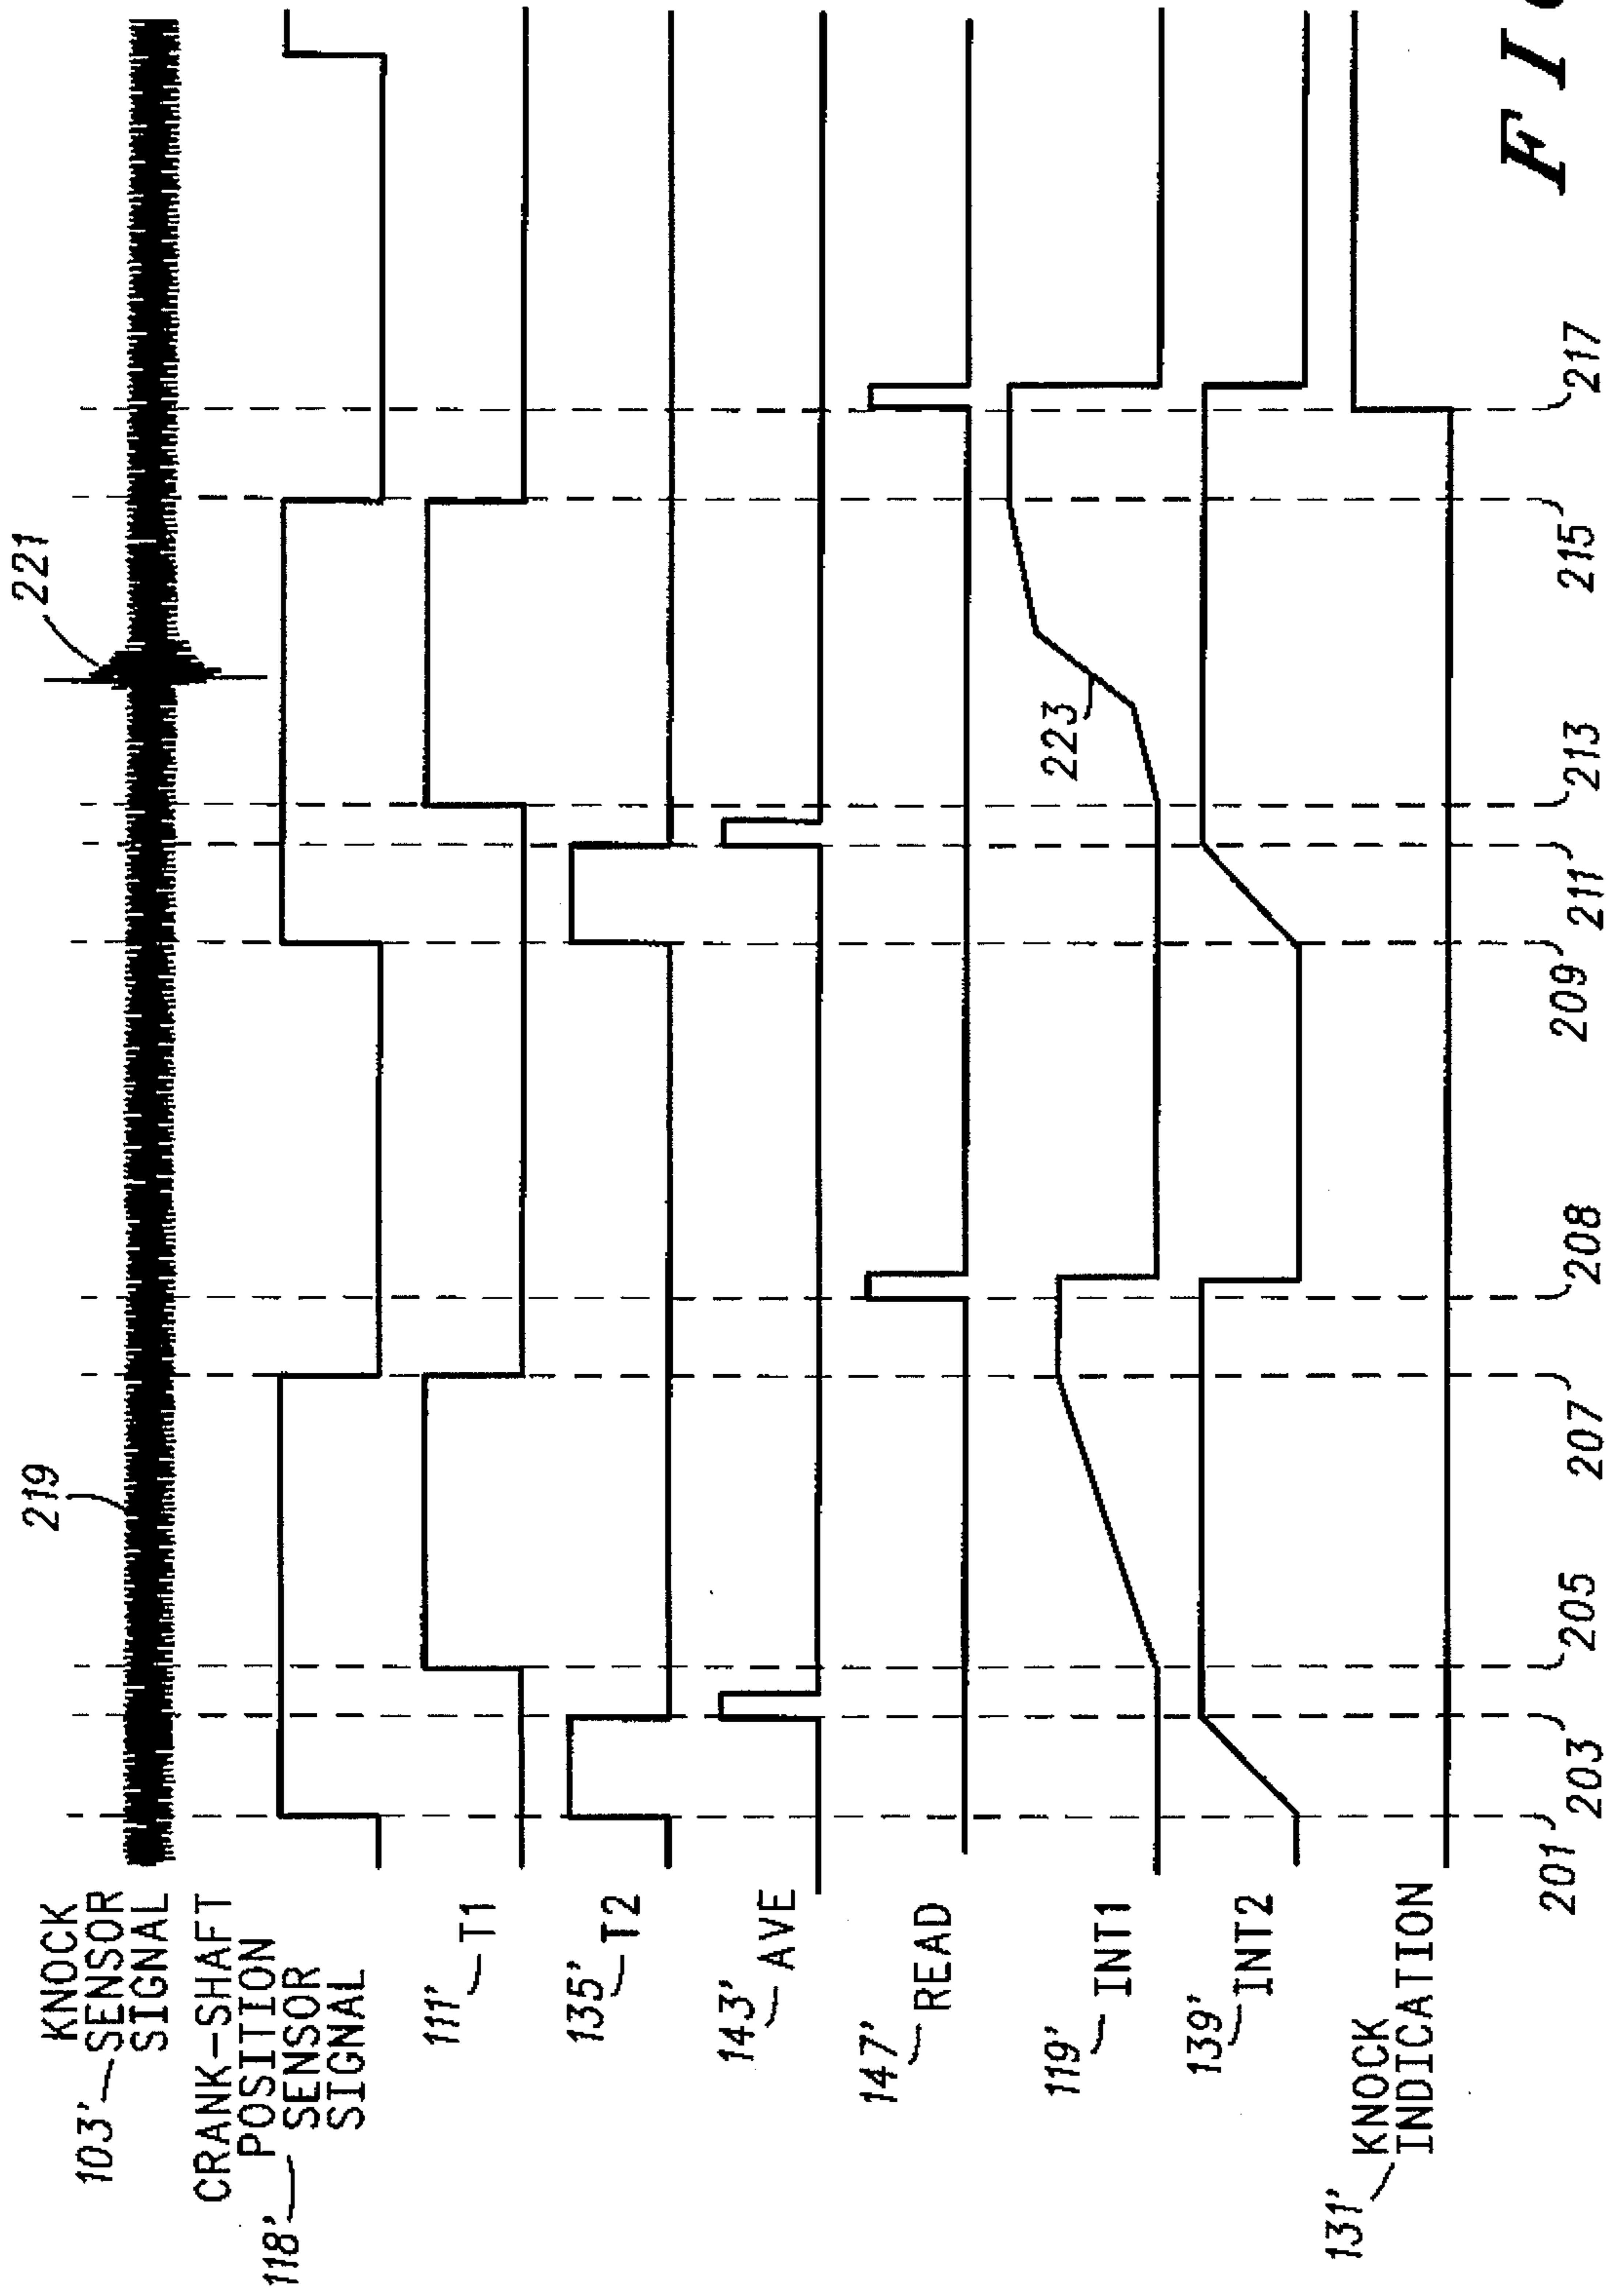 219
221
KNOCK
103' SENSOR
SIGNAL
CRANK-SHAFT
POSITION
118' SENSOR
SIGNAL
111' T1
135' T2
143' AVE
147' READ
119' INT1
223
139' INT2
131' KNOCK
INDICATION
201 203 205 207 208 209 211 213 215 217
FI